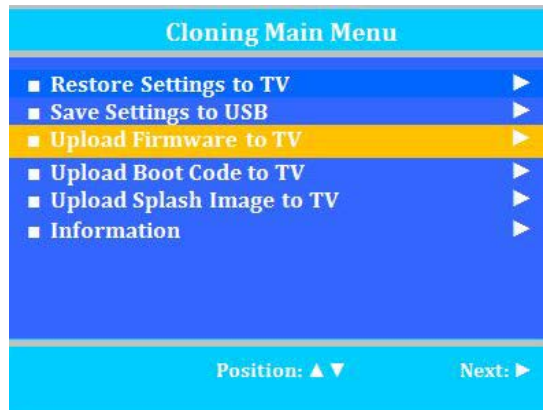 Cloning Main Menu
■ Restore Settings to TV ▶
■ Save Settings to USB ▶
■ Upload Firmware to TV ▶
■ Upload Boot Code to TV ▶
■ Upload Splash Image to TV ▶
■ Information ▶
Position: ▲ ▼ Next: ▶